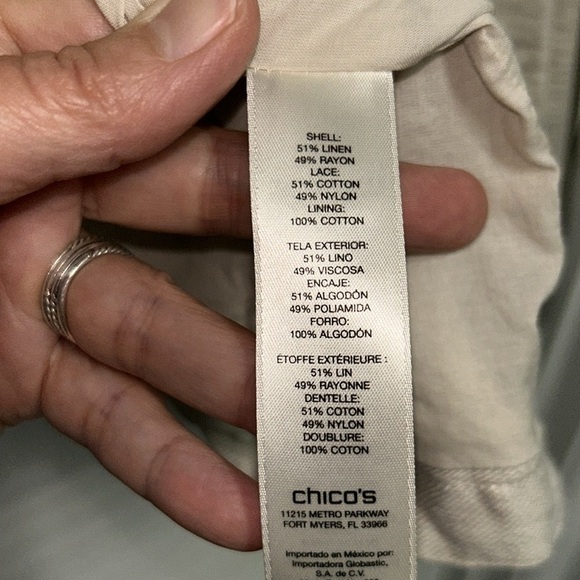 SHELL:
51% LINEN
49% RAYON
LACE:
51% COTTON
49% NYLON
LINING:
100% COTTON
TELA EXTERIOR:
51% LINO
49% VISCOSA
ENCAJE:
51% ALGODÓN
49% POLIAMIDA
FORRO:
100% ALGODÓN
ÉTOFFE EXTÉRIEURE :
51% LIN
49% RAYONNE
DENTELLE:
51% COTON
49% NYLON
DOUBLURE:
100% COTON
chico's
11215 METRO PARKWAY
FORT MYERS, FL 33966
Importado en México por:
Importadora Globastic,
S.A. de C.V.